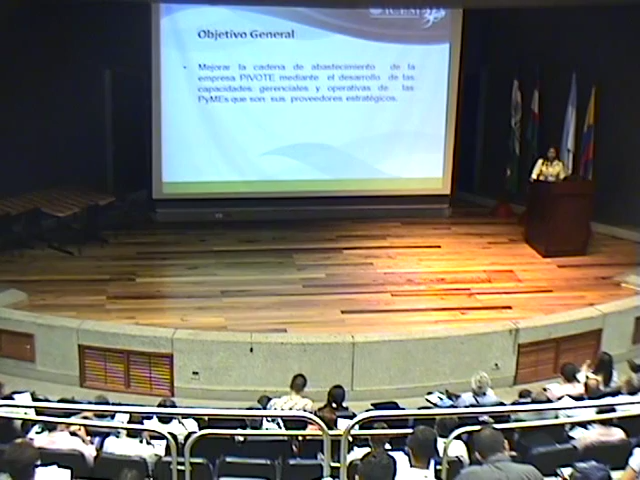 ICESI
Objetivo General
• Mejorar la cadena de abastecimiento de la
empresa PIVOTE mediante el desarrollo de las
capacidades gerenciales y operativas de las
PyMEs que son sus proveedores estratégicos.